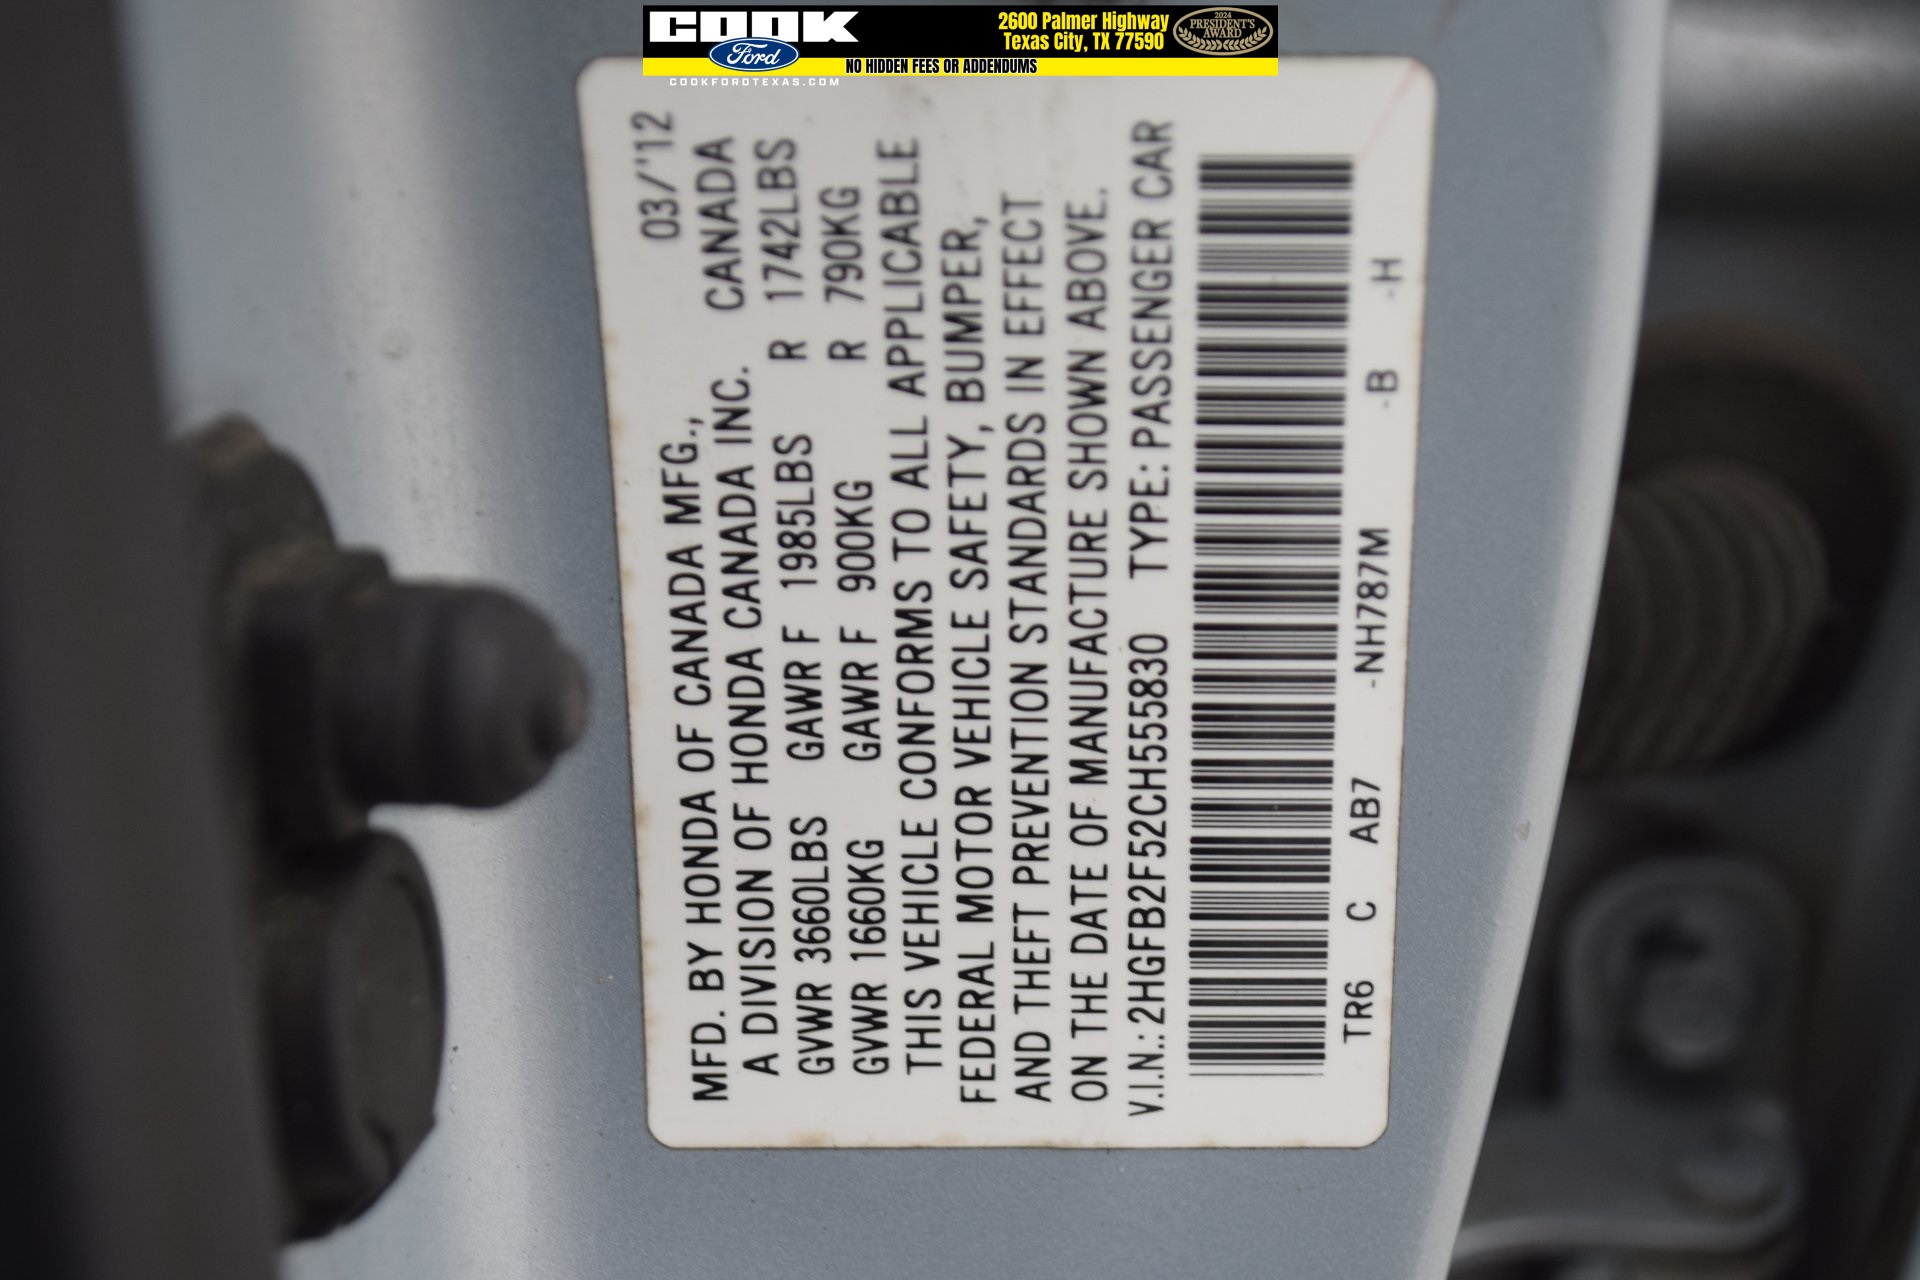 COOK
Ford
COOKFORDTEXAS.COM
2600 Palmer Highway
Texas City, TX 77590
2024
PRESIDENT'S
AWARD
NO HIDDEN FEES OR ADDENDUMS
MFD. BY HONDA OF CANADA MFG., 03/'12
A DIVISION OF HONDA CANADA INC. CANADA
GVWR 3660LBS GAWR F 1985LBS R 1742LBS
GVWR 1660KG GAWR F 900KG R 790KG
THIS VEHICLE CONFORMS TO ALL APPLICABLE
FEDERAL MOTOR VEHICLE SAFETY, BUMPER,
AND THEFT PREVENTION STANDARDS IN EFFECT
ON THE DATE OF MANUFACTURE SHOWN ABOVE.
V.I.N.: 2HGFB2F52CH555830 TYPE: PASSENGER CAR
TR6 C AB7 -NH787M -B -H